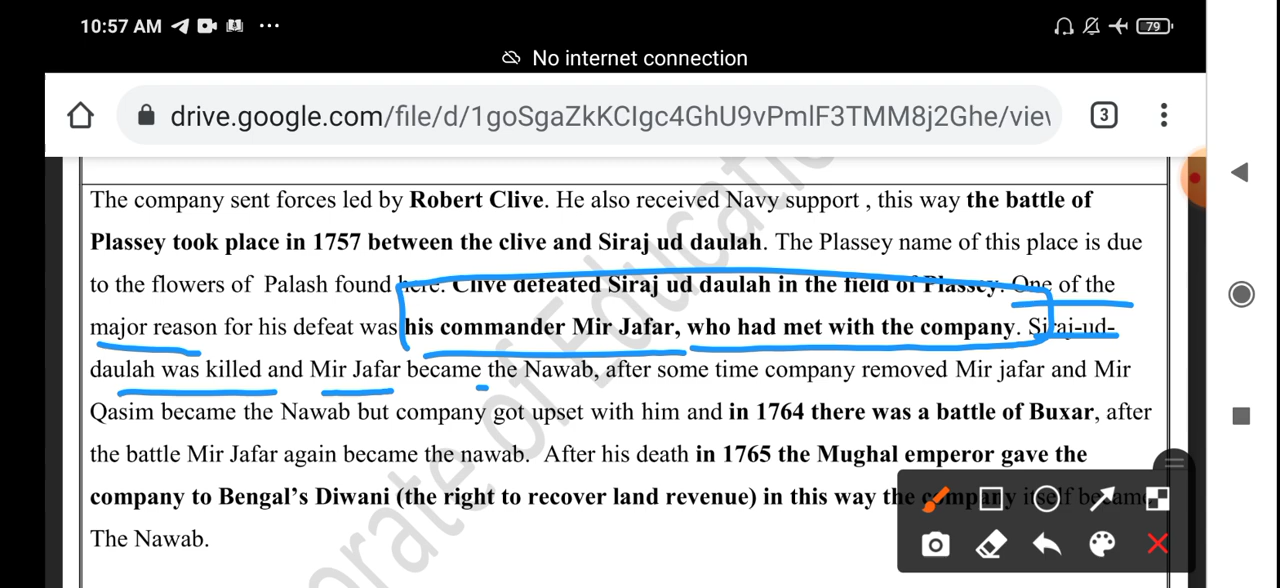 10:57 AM
79
No internet connection
drive.google.com/file/d/1goSgaZkKCIgc4GhU9vPmlF3TMM8j2Ghe/view
3
The company sent forces led by Robert Clive. He also received Navy support , this way the battle of
Plassey took place in 1757 between the clive and Siraj ud daulah. The Plassey name of this place is due
to the flowers of Palash found here. Clive defeated Siraj ud daulah in the field of Plassey. One of the
major reason for his defeat was his commander Mir Jafar, who had met with the company. Siraj-ud-
daulah was killed and Mir Jafar became the Nawab, after some time company removed Mir jafar and Mir
Qasim became the Nawab but company got upset with him and in 1764 there was a battle of Buxar, after
the battle Mir Jafar again became the nawab. After his death in 1765 the Mughal emperor gave the
company to Bengal's Diwani (the right to recover land revenue) in this way the company itself became
The Nawab.